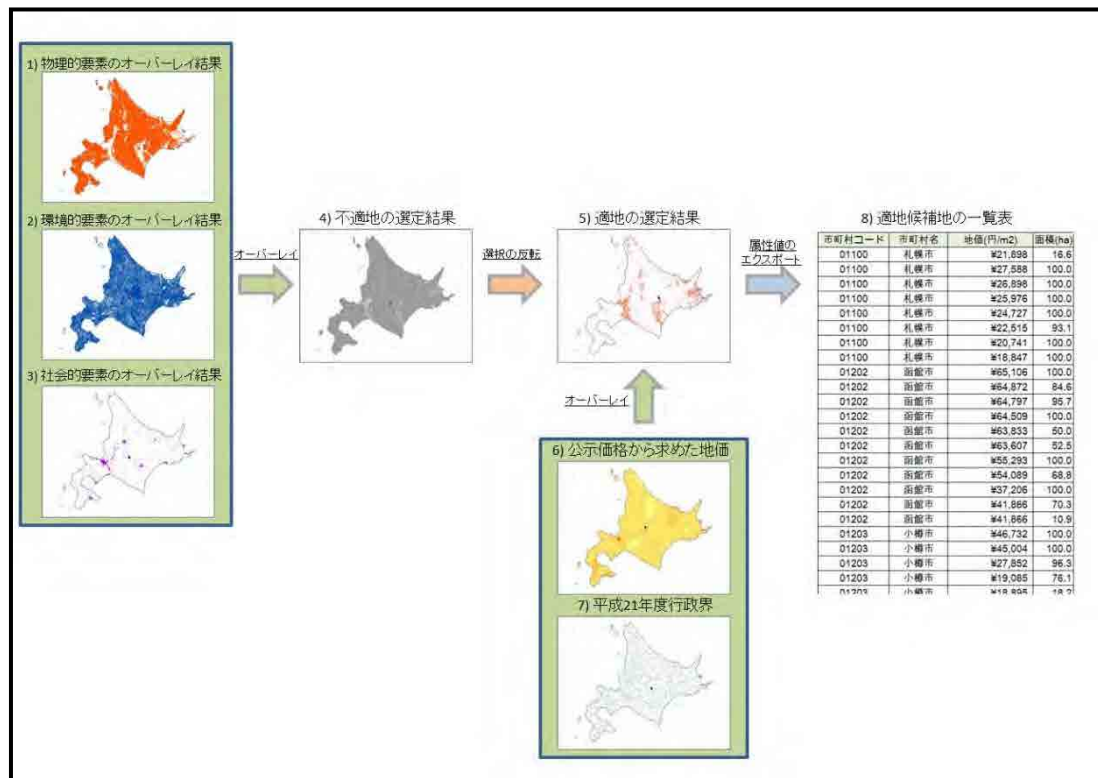 1) 物理的要素のオーバーレイ結果
2) 環境的要素のオーバーレイ結果
3) 社会的要素のオーバーレイ結果
オーバーレイ
4) 不適地の選定結果
選択の反転
5) 適地の選定結果
オーバーレイ
6) 公示価格から求めた地価
7) 平成21年度行政界
属性値の
エクスポート
8) 適地候補地の一覧表
市町村コード 市町村名 地価(円/m2) 面積(ha)
01100 札幌市 ¥21,898 16.6
01100 札幌市 ¥27,588 100.0
01100 札幌市 ¥26,898 100.0
01100 札幌市 ¥25,976 100.0
01100 札幌市 ¥24,727 100.0
01100 札幌市 ¥22,515 93.1
01100 札幌市 ¥20,741 100.0
01100 札幌市 ¥18,847 100.0
01202 函館市 ¥65,106 100.0
01202 函館市 ¥64,872 84.6
01202 函館市 ¥64,797 95.7
01202 函館市 ¥64,509 100.0
01202 函館市 ¥63,833 50.0
01202 函館市 ¥63,607 52.5
01202 函館市 ¥55,293 100.0
01202 函館市 ¥54,089 68.8
01202 函館市 ¥37,206 100.0
01202 函館市 ¥41,866 70.3
01202 函館市 ¥41,866 10.9
01203 小樽市 ¥46,732 100.0
01203 小樽市 ¥45,004 100.0
01203 小樽市 ¥27,852 96.3
01203 小樽市 ¥19,085 76.1
01203 小樽市 ¥18,895 18.2